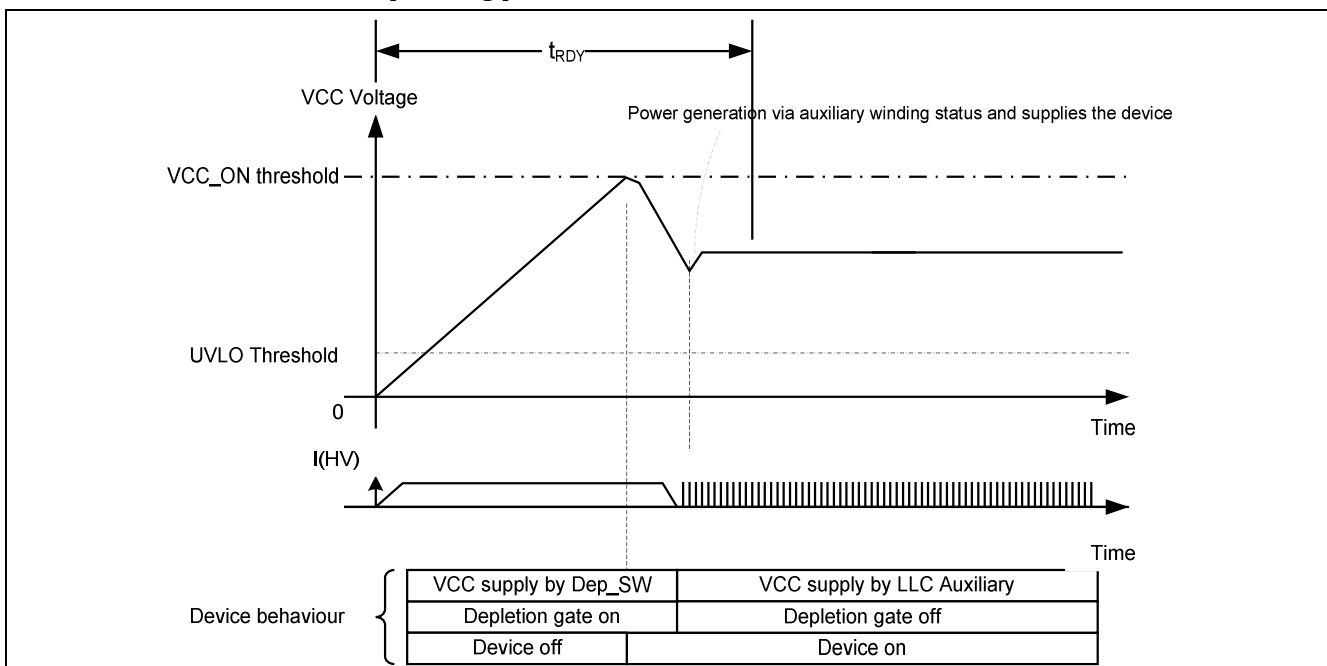 tRDY
VCC Voltage
Power generation via auxiliary winding status and supplies the device
VCC_ON threshold
UVLO Threshold
0
Time
I(HV)
Time
VCC supply by Dep_SW VCC supply by LLC Auxiliary
Device behaviour
Depletion gate on Depletion gate off
Device off Device on